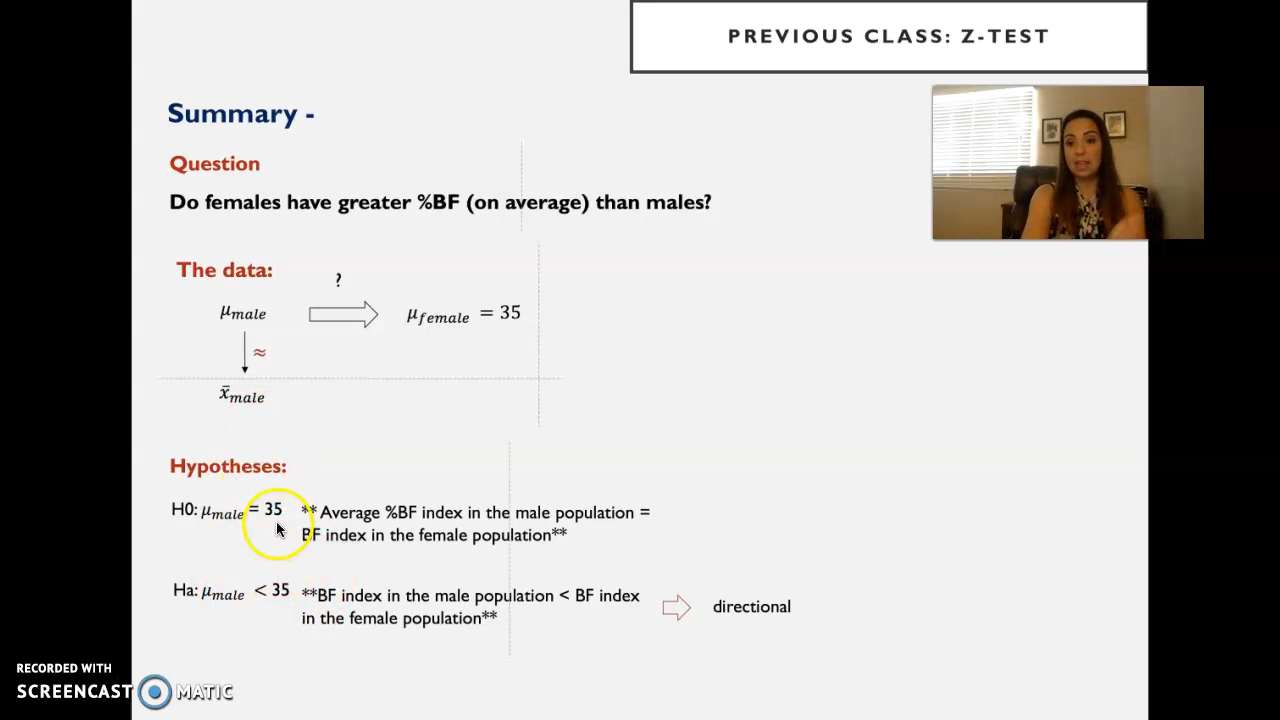 PREVIOUS CLASS: Z-TEST
Summary -
Question
Do females have greater %BF (on average) than males?
The data:
?
μmale
μfemale = 35
≈
x̄male
Hypotheses:
H0: μmale = 35 ** Average %BF index in the male population =
BF index in the female population**
Ha: μmale < 35 **BF index in the male population < BF index
in the female population**
directional
RECORDED WITH
SCREENCAST MATIC